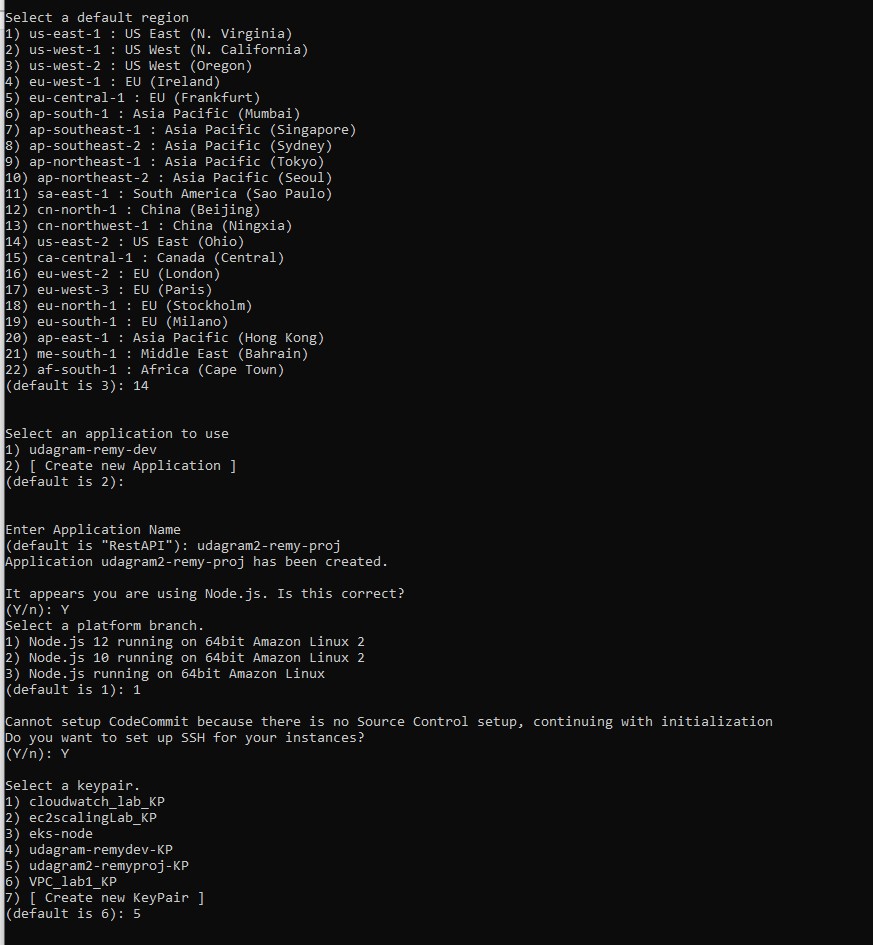 Select a default region
1) us-east-1 : US East (N. Virginia)
2) us-west-1 : US West (N. California)
3) us-west-2 : US West (Oregon)
4) eu-west-1 : EU (Ireland)
5) eu-central-1 : EU (Frankfurt)
6) ap-south-1 : Asia Pacific (Mumbai)
7) ap-southeast-1 : Asia Pacific (Singapore)
8) ap-southeast-2 : Asia Pacific (Sydney)
9) ap-northeast-1 : Asia Pacific (Tokyo)
10) ap-northeast-2 : Asia Pacific (Seoul)
11) sa-east-1 : South America (Sao Paulo)
12) cn-north-1 : China (Beijing)
13) cn-northwest-1 : China (Ningxia)
14) us-east-2 : US East (Ohio)
15) ca-central-1 : Canada (Central)
16) eu-west-2 : EU (London)
17) eu-west-3 : EU (Paris)
18) eu-north-1 : EU (Stockholm)
19) eu-south-1 : EU (Milano)
20) ap-east-1 : Asia Pacific (Hong Kong)
21) me-south-1 : Middle East (Bahrain)
22) af-south-1 : Africa (Cape Town)
(default is 3): 14
Select an application to use
1) udagram-remy-dev
2) [ Create new Application ]
(default is 2):
Enter Application Name
(default is "RestAPI"): udagram2-remy-proj
Application udagram2-remy-proj has been created.
It appears you are using Node.js. Is this correct?
(Y/n): Y
Select a platform branch.
1) Node.js 12 running on 64bit Amazon Linux 2
2) Node.js 10 running on 64bit Amazon Linux 2
3) Node.js running on 64bit Amazon Linux
(default is 1): 1
Cannot setup CodeCommit because there is no Source Control setup, continuing with initialization
Do you want to set up SSH for your instances?
(Y/n): Y
Select a keypair.
1) cloudwatch_lab_KP
2) ec2scalingLab_KP
3) eks-node
4) udagram-remydev-KP
5) udagram2-remyproj-KP
6) VPC_lab1_KP
7) [ Create new KeyPair ]
(default is 6): 5